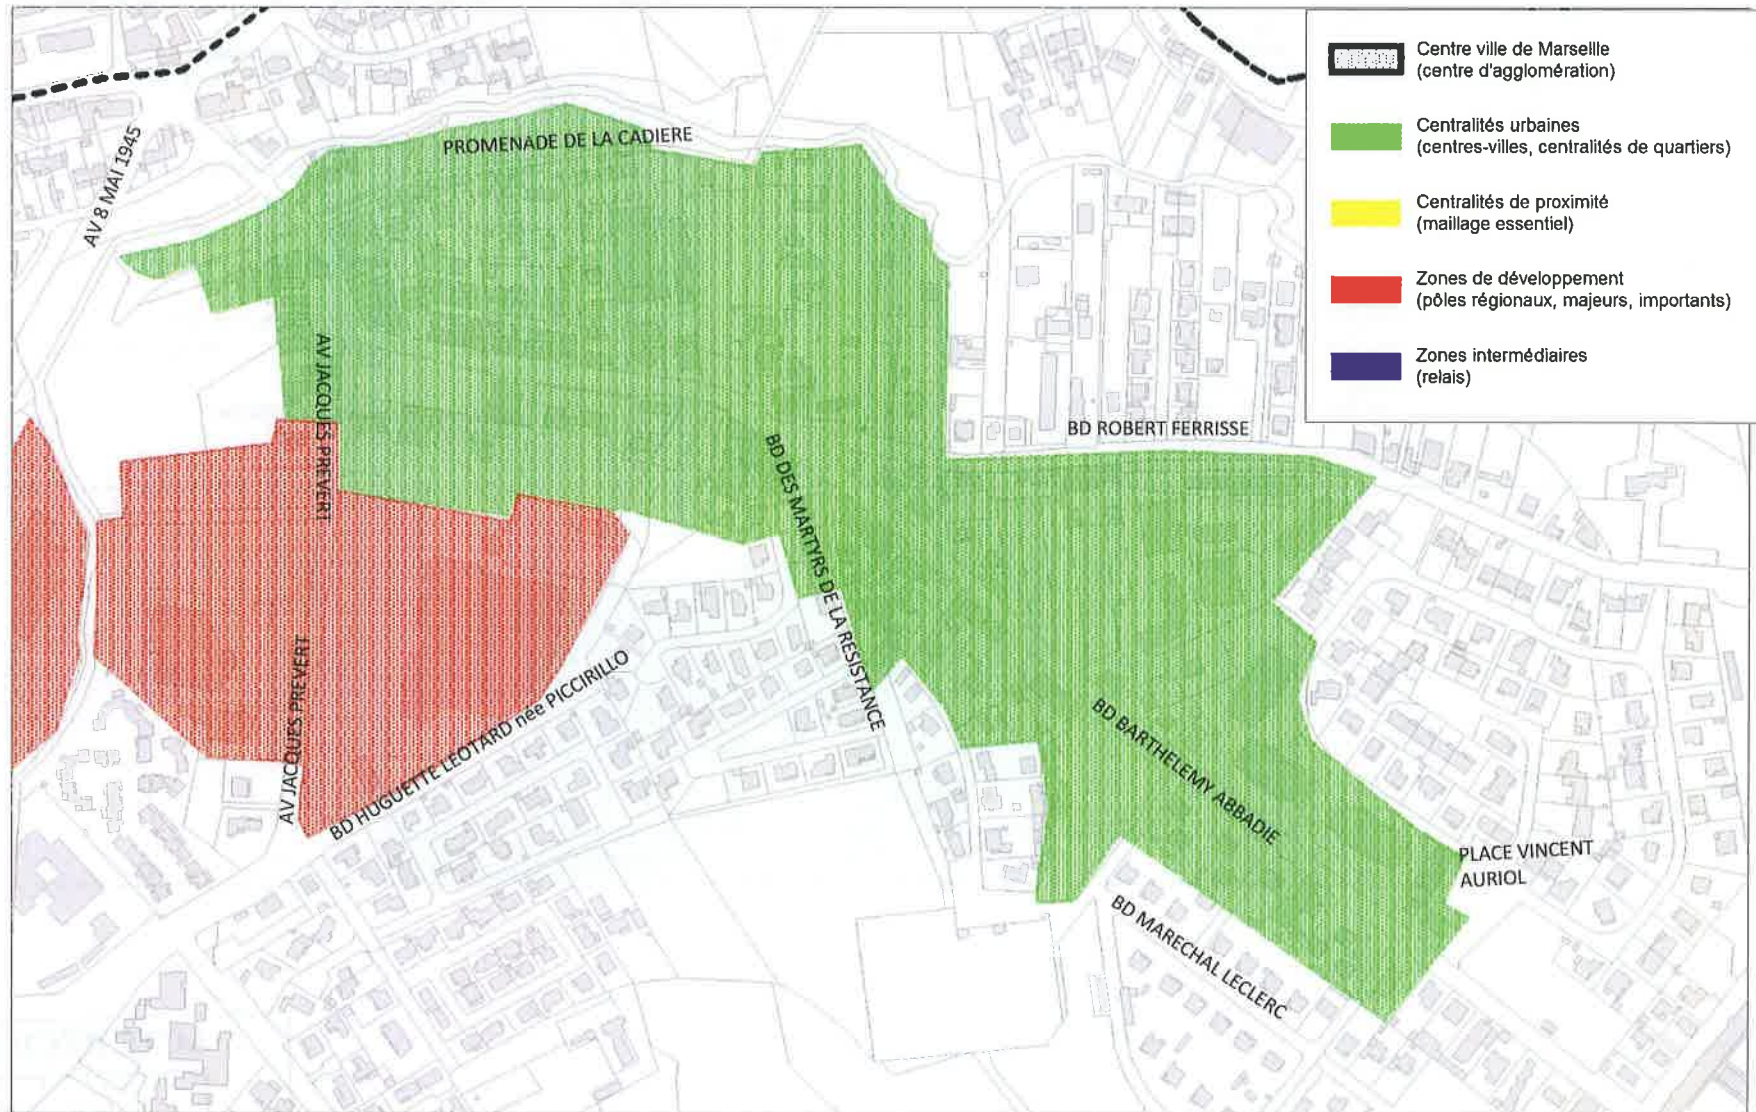 Centre ville de Marseille
(centre d'agglomération)
Centralités urbaines
(centres-villes, centralités de quartiers)
Centralités de proximité
(maillage essentiel)
Zones de développement
(pôles régionaux, majeurs, importants)
Zones intermédiaires
(relais)
AV 8 MAI 1945
PROMENADE DE LA CADIERE
AV JACQUES PREVERT
BD ROBERT FERRISSE
BD DES MARTYRS DE LA RESISTANCE
AV JACQUES PREVERT
BD HUGUETTE LEOTARD née PICCIRILLO
BD BARTHELEMY ABBADIE
PLACE VINCENT
AURIOL
BD MARECHAL LECLERC